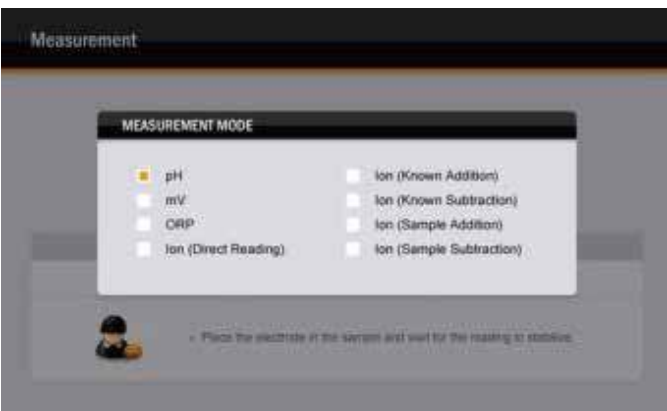 Measurement
MEASUREMENT MODE
pH
mV
ORP
Ion (Direct Reading)
Ion (Known Addition)
Ion (Known Subtraction)
Ion (Sample Addition)
Ion (Sample Subtraction)
Place the electrode in the sample and wait for the reading to stabilise.